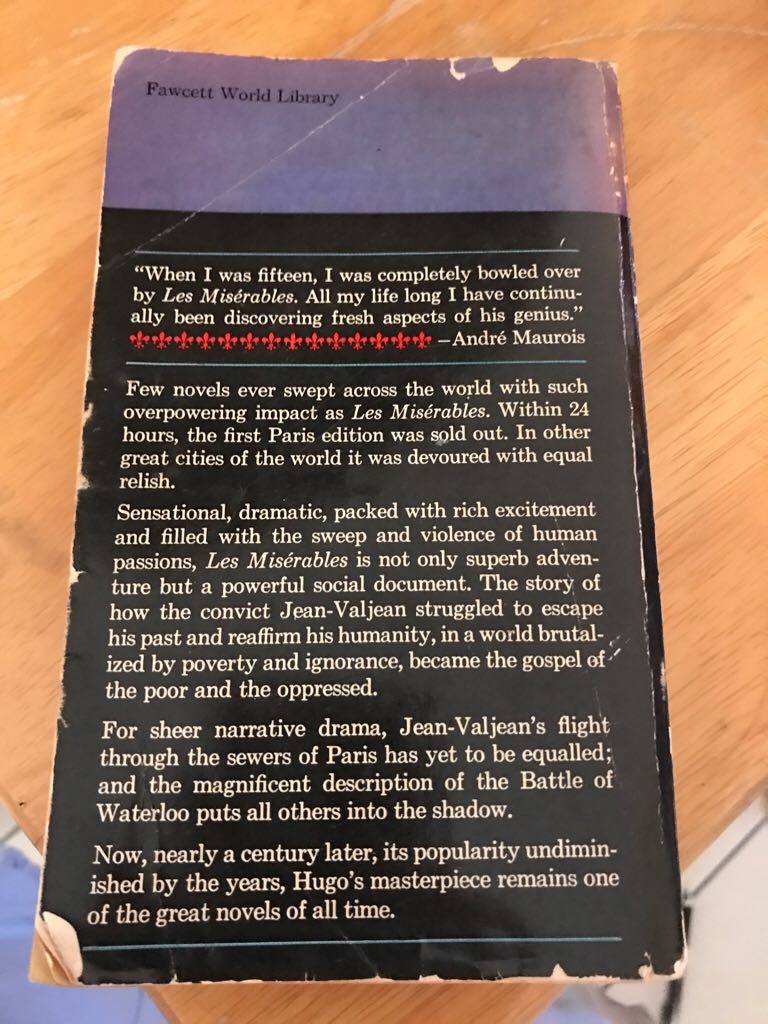 Fawcett World Library
“When I was fifteen, I was completely bowled over
by Les Misérables. All my life long I have continu-
ally been discovering fresh aspects of his genius.”
—André Maurois
Few novels ever swept across the world with such
overpowering impact as Les Misérables. Within 24
hours, the first Paris edition was sold out. In other
great cities of the world it was devoured with equal
relish.
Sensational, dramatic, packed with rich excitement
and filled with the sweep and violence of human
passions, Les Misérables is not only superb adven-
ture but a powerful social document. The story of
how the convict Jean-Valjean struggled to escape
his past and reaffirm his humanity, in a world brutal-
ized by poverty and ignorance, became the gospel of
the poor and the oppressed.
For sheer narrative drama, Jean-Valjean’s flight
through the sewers of Paris has yet to be equalled;
and the magnificent description of the Battle of
Waterloo puts all others into the shadow.
Now, nearly a century later, its popularity undimin-
ished by the years, Hugo’s masterpiece remains one
of the great novels of all time.